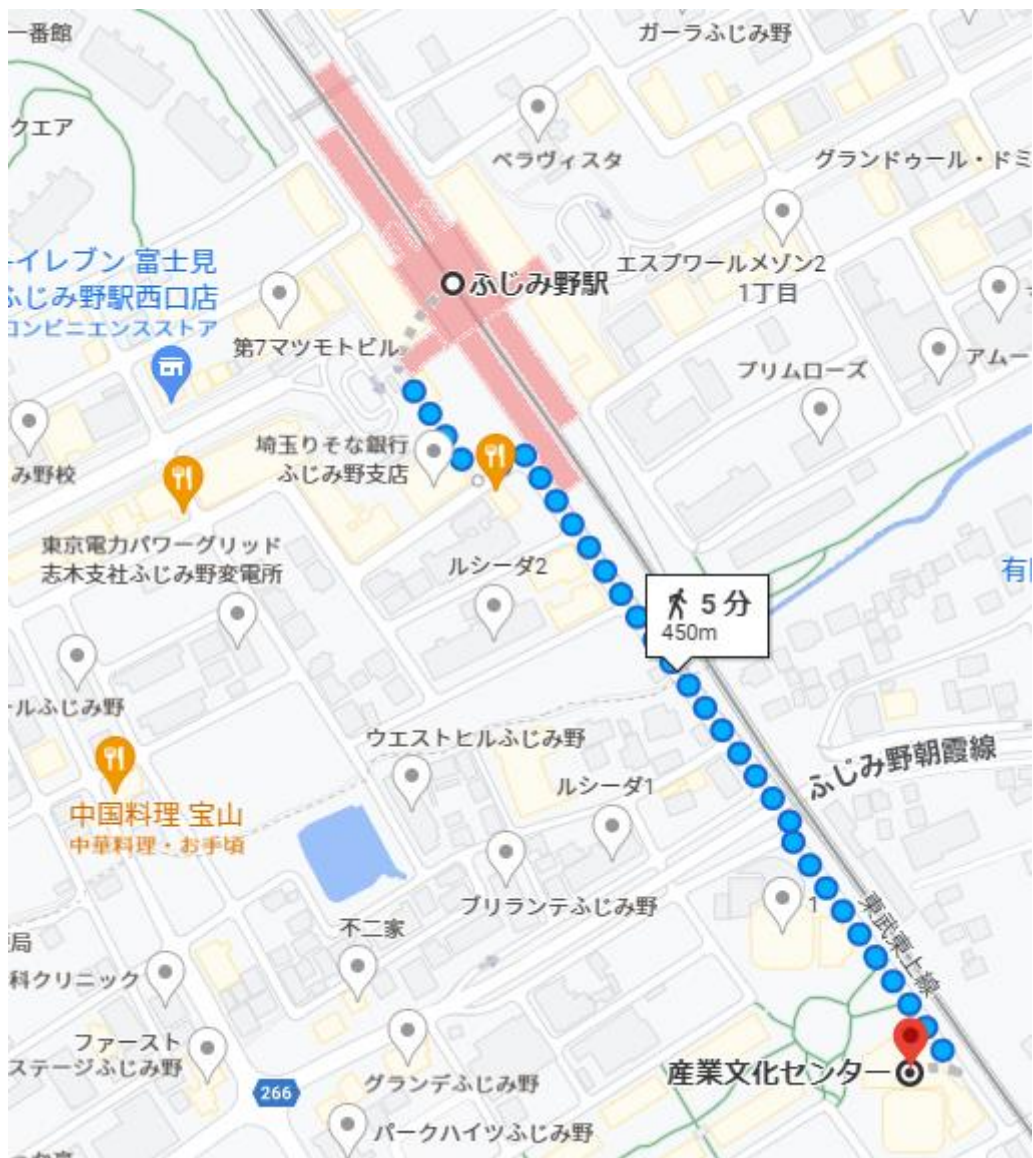 一番館
ガーラふじみ野
クエア
ベラヴィスタ
グランドゥール・ドミ
-イレブン 富士見
ふじみ野駅西口店
コンビニエンスストア
エスプワールメゾン2
1丁目
ふじみ野駅
第7マツモトビル
プリムローズ
アムー
み野校
埼玉りそな銀行
ふじみ野支店
東京電力パワーグリッド
志木支社ふじみ野変電所
ルシーダ2
5 分
450m
ールふじみ野
ウエストヒルふじみ野
ふじみ野朝霞線
ルシーダ1
中国料理 宝山
中華料理・お手頃
ブリランテふじみ野
1
東武東上線
局
不二家
科クリニック
ファースト
ステージふじみ野
グランデふじみ野
産業文化センター
266
パークハイツふじみ野